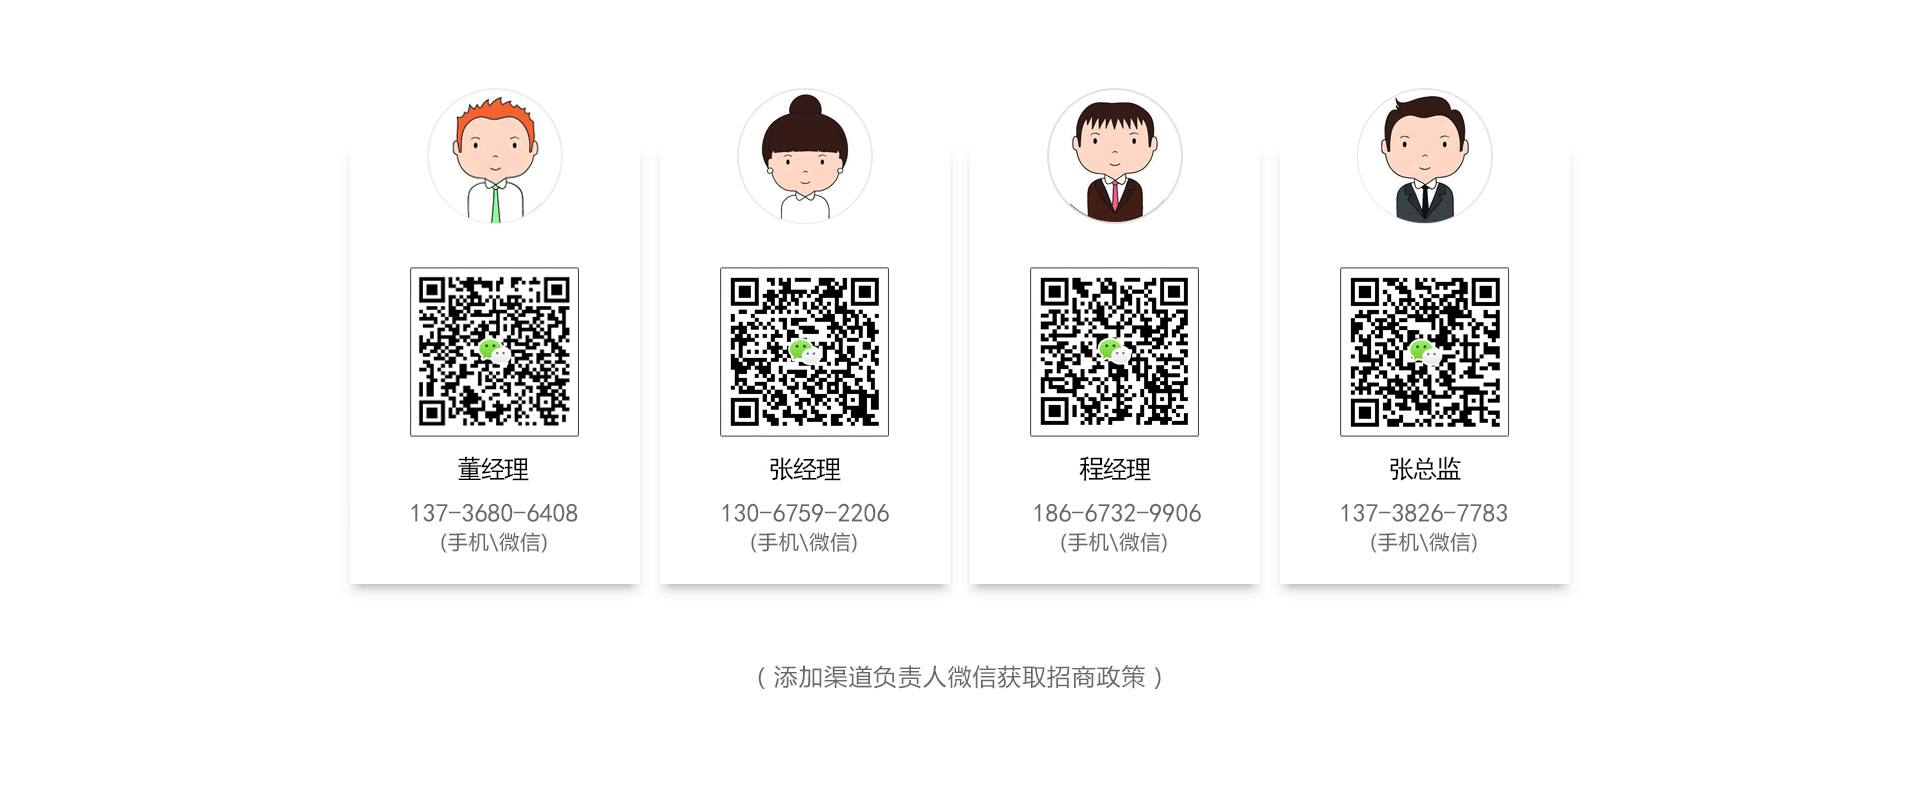 董经理
137-3680-6408
(手机\微信)
张经理
130-6759-2206
(手机\微信)
程经理
186-6732-9906
(手机\微信)
张总监
137-3826-7783
(手机\微信)
( 添加渠道负责人微信获取招商政策 )